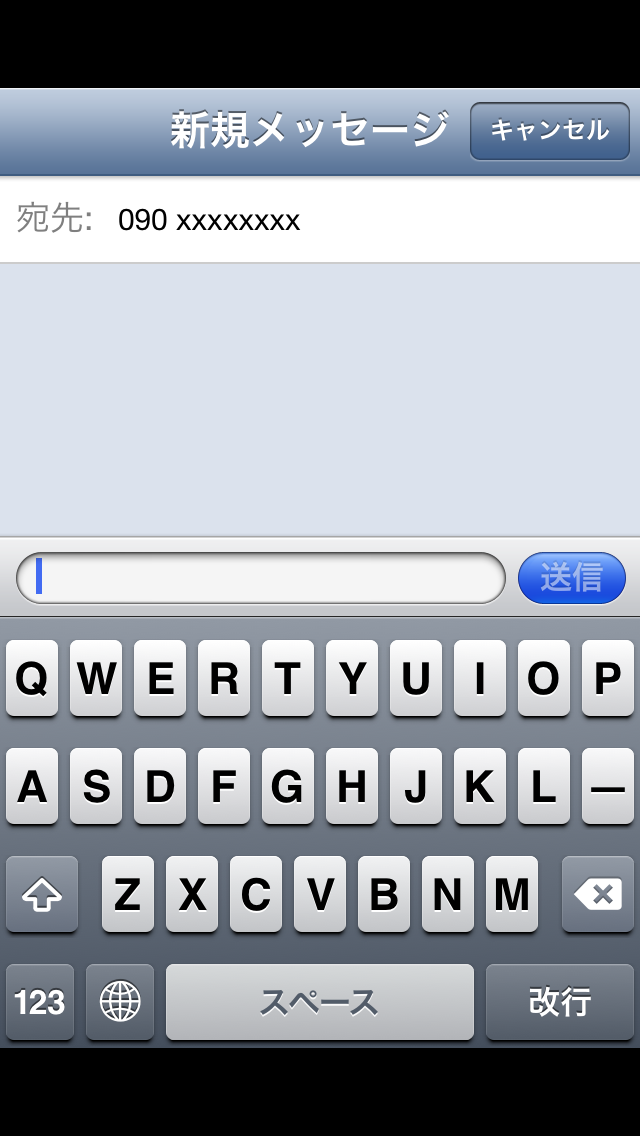 新規メッセージ キャンセル
宛先: 090 xxxxxxxx
送信
Q W E R T Y U I O P
A S D F G H J K L ー
Z X C V B N M
123 スペース 改行